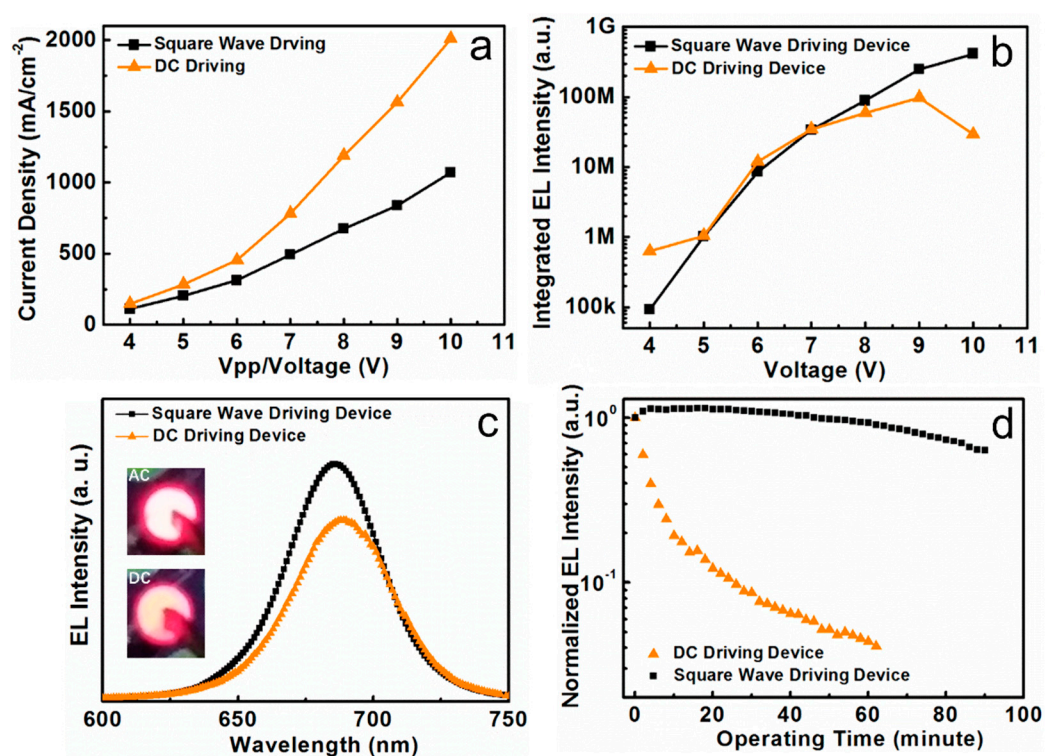 2000
1500
1000
500
0
Current Density (mA/cm⁻²)
Square Wave Drving
DC Driving
a
4 5 6 7 8 9 10 11
Vpp/Voltage (V)
1G
100M
10M
1M
100k
Integrated EL Intensity (a.u.)
Square Wave Driving Device
DC Driving Device
b
4 5 6 7 8 9 10 11
Voltage (V)
EL Intensity (a. u.)
Square Wave Driving Device
DC Driving Device
c
AC
DC
600 650 700 750
Wavelength (nm)
Normalized EL Intensity (a.u.)
10⁰
10⁻¹
d
DC Driving Device
Square Wave Driving Device
0 20 40 60 80 100
Operating Time (minute)